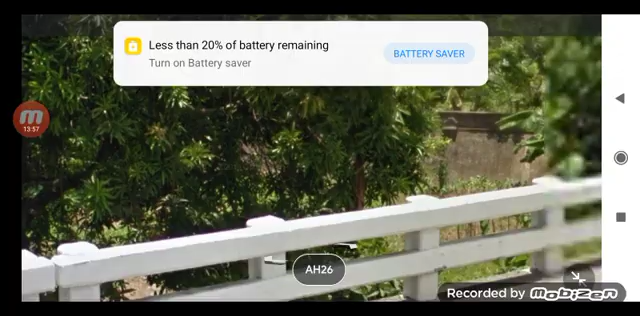 Less than 20% of battery remaining
Turn on Battery saver
BATTERY SAVER
m
13:57
AH26
Recorded by mobizen